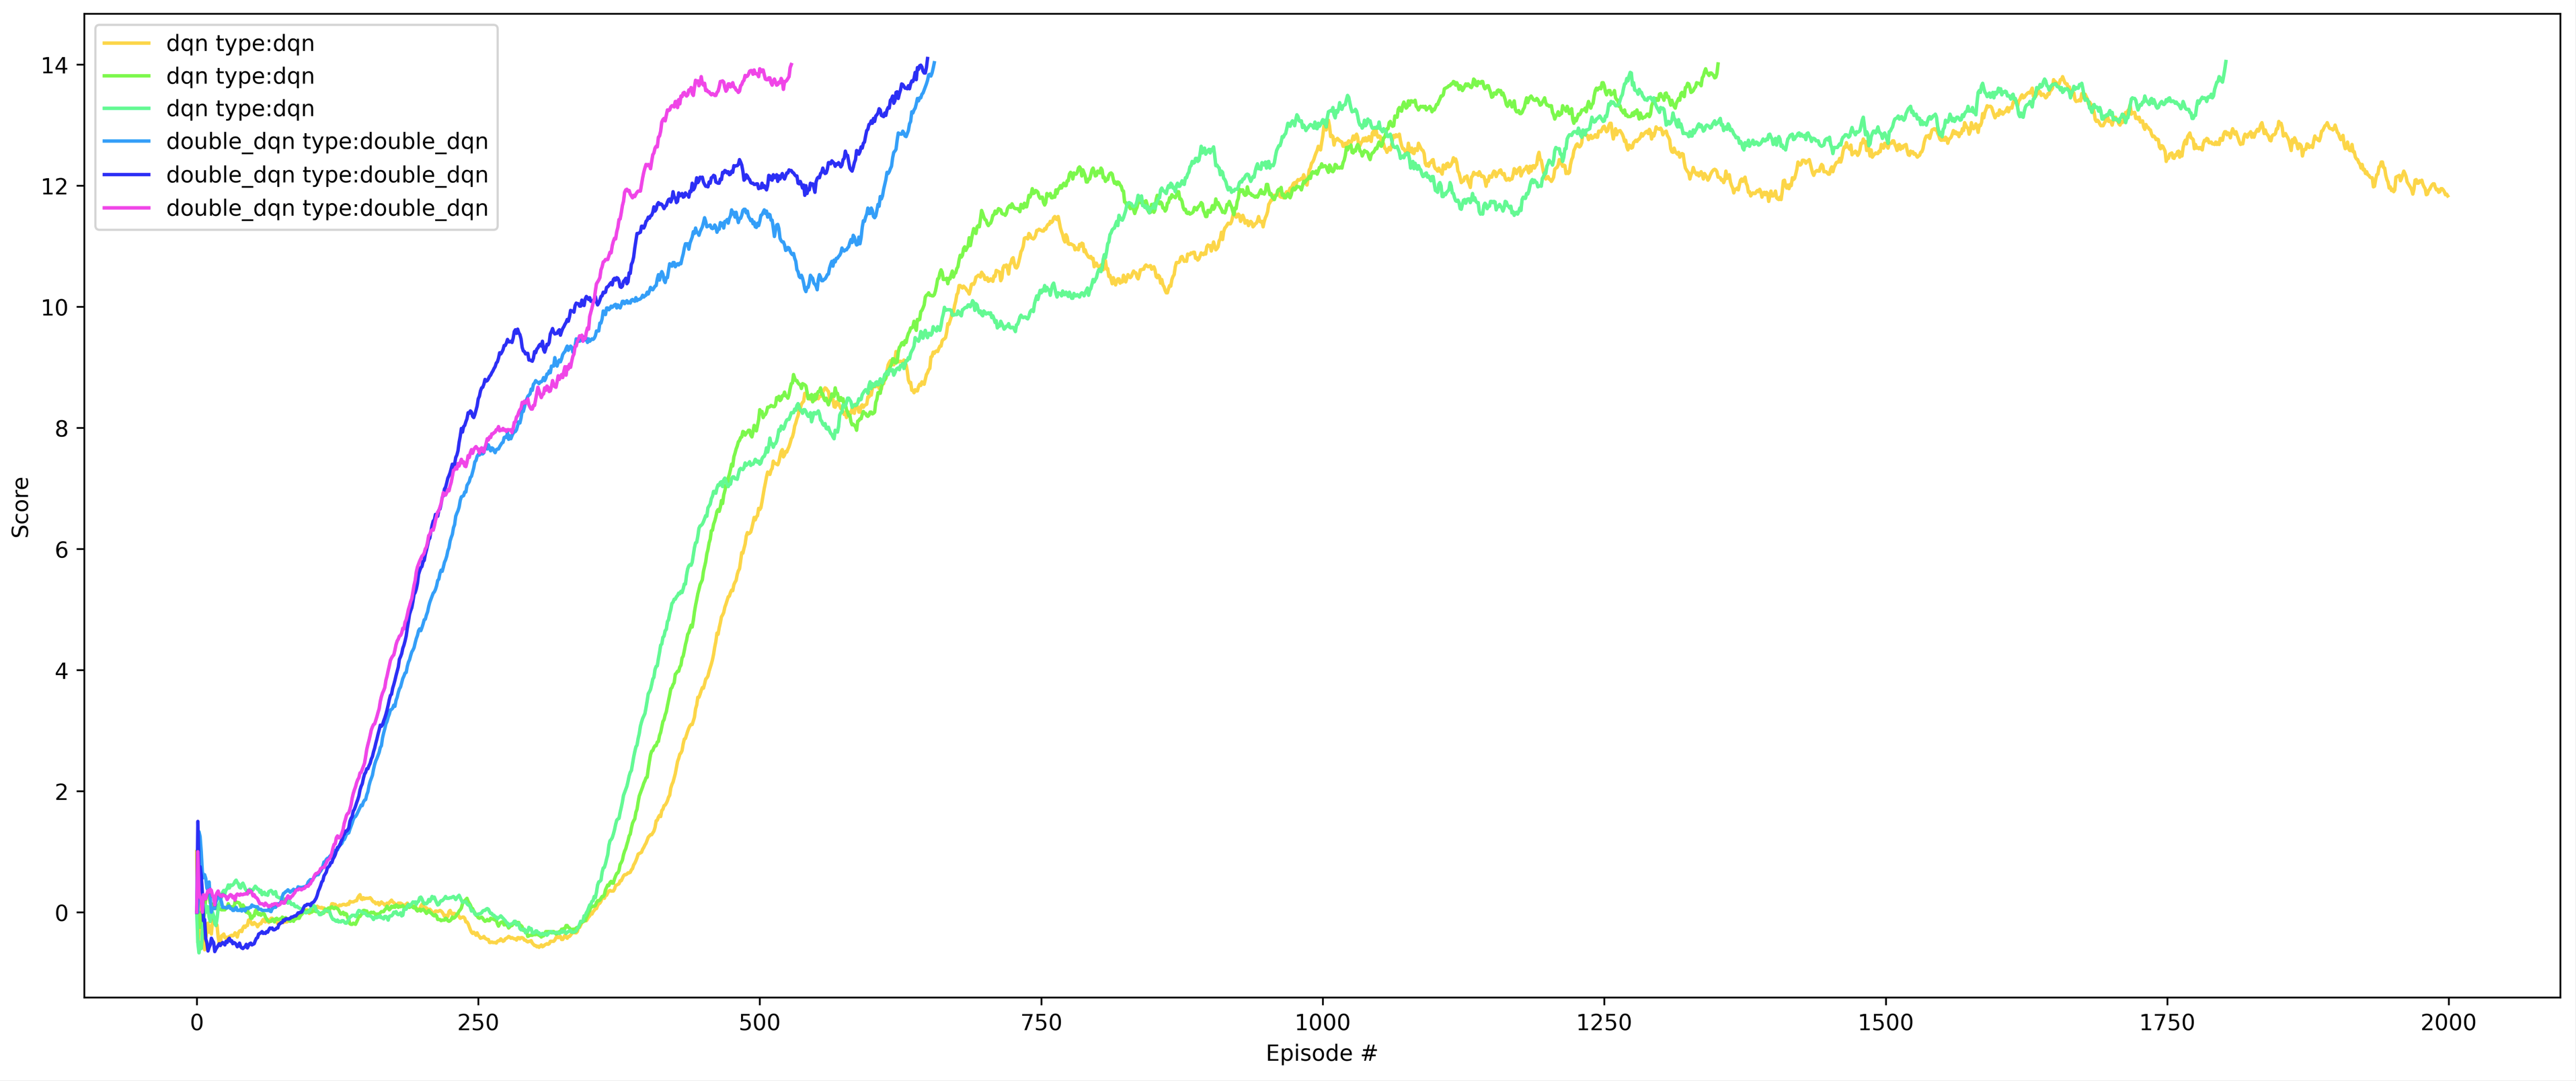 dqn type:dqn
dqn type:dqn
dqn type:dqn
double_dqn type:double_dqn
double_dqn type:double_dqn
double_dqn type:double_dqn
14
12
10
8
6
4
2
0
Score
0 250 500 750 1000 1250 1500 1750 2000
Episode #